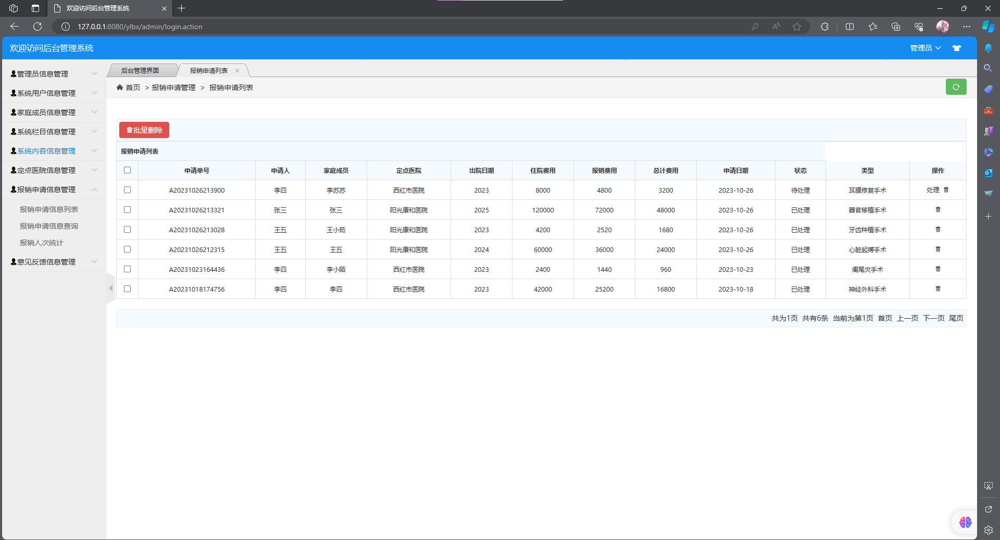 欢迎访问后台管理系统
127.0.0.1:8080/ylbx/admin/login.action
欢迎访问后台管理系统
管理员
管理员信息管理
系统用户信息管理
家庭成员信息管理
系统栏目信息管理
系统内容信息管理
定点医院信息管理
报销申请信息管理
报销申请信息列表
报销申请信息查询
报销人次统计
意见反馈信息管理
后台管理界面 报销申请列表
首页 > 报销申请管理 > 报销申请列表
批量删除
报销申请列表
申请单号 申请人 家庭成员 定点医院 出院日期 住院费用 报销费用 总计费用 申请日期 状态 类型 操作
A20231026213900 李四 李苏苏 西红市医院 2023 8000 4800 3200 2023-10-26 待处理 耳膜修复手术 处理
A20231026213321 张三 张三 阳光康和医院 2025 120000 72000 48000 2023-10-26 已处理 器官移植手术
A20231026213028 王五 王小茹 阳光康和医院 2023 4200 2520 1680 2023-10-26 已处理 牙齿种植手术
A20231026212315 王五 王五 阳光康和医院 2024 60000 36000 24000 2023-10-26 已处理 心脏起搏手术
A20231023164436 李四 李小陌 西红市医院 2023 2400 1440 960 2023-10-23 已处理 阑尾炎手术
A20231018174756 李四 李四 西红市医院 2023 42000 25200 16800 2023-10-18 已处理 神经外科手术
共为1页 共有6条 当前为第1页 首页 上一页 下一页 尾页